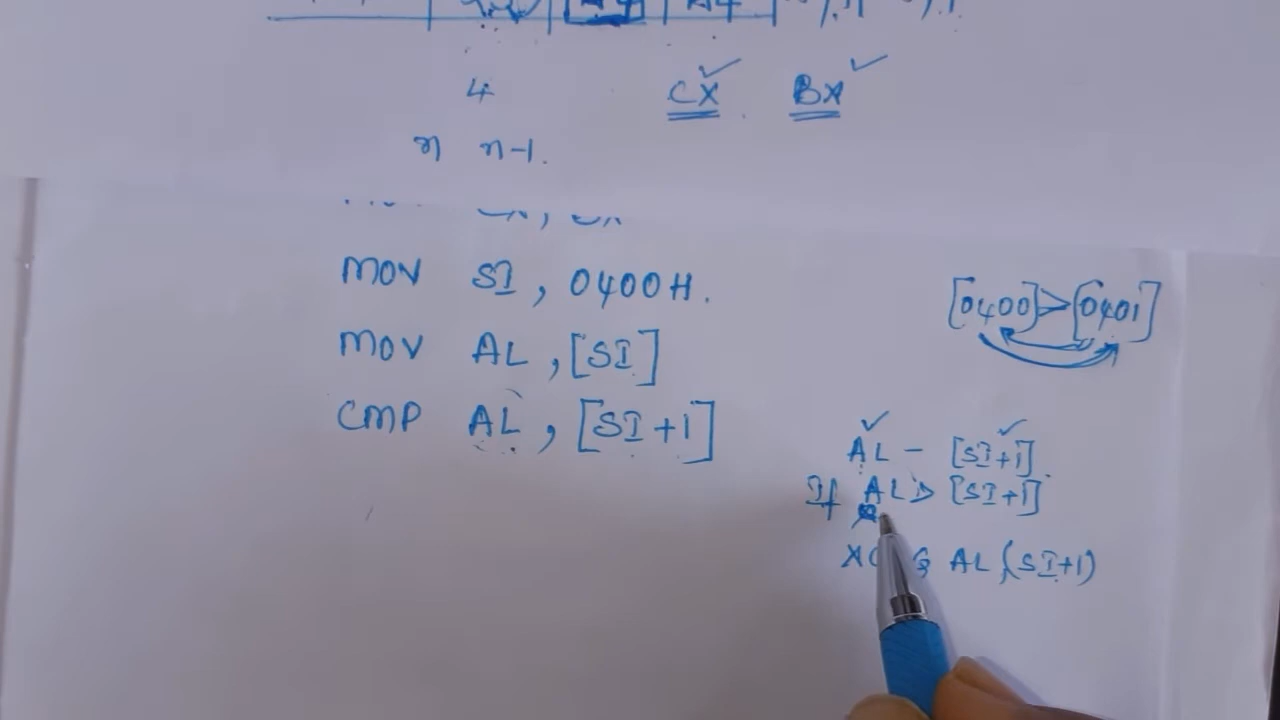 4 CX BX
n n-1.
MOV SI, 0400H.
[0400]>[0401]
MOV AL,[SI]
CMP AL, [SI+1]
AL - [SI+1]
If AL> [SI+1]
AL,[SI+1)